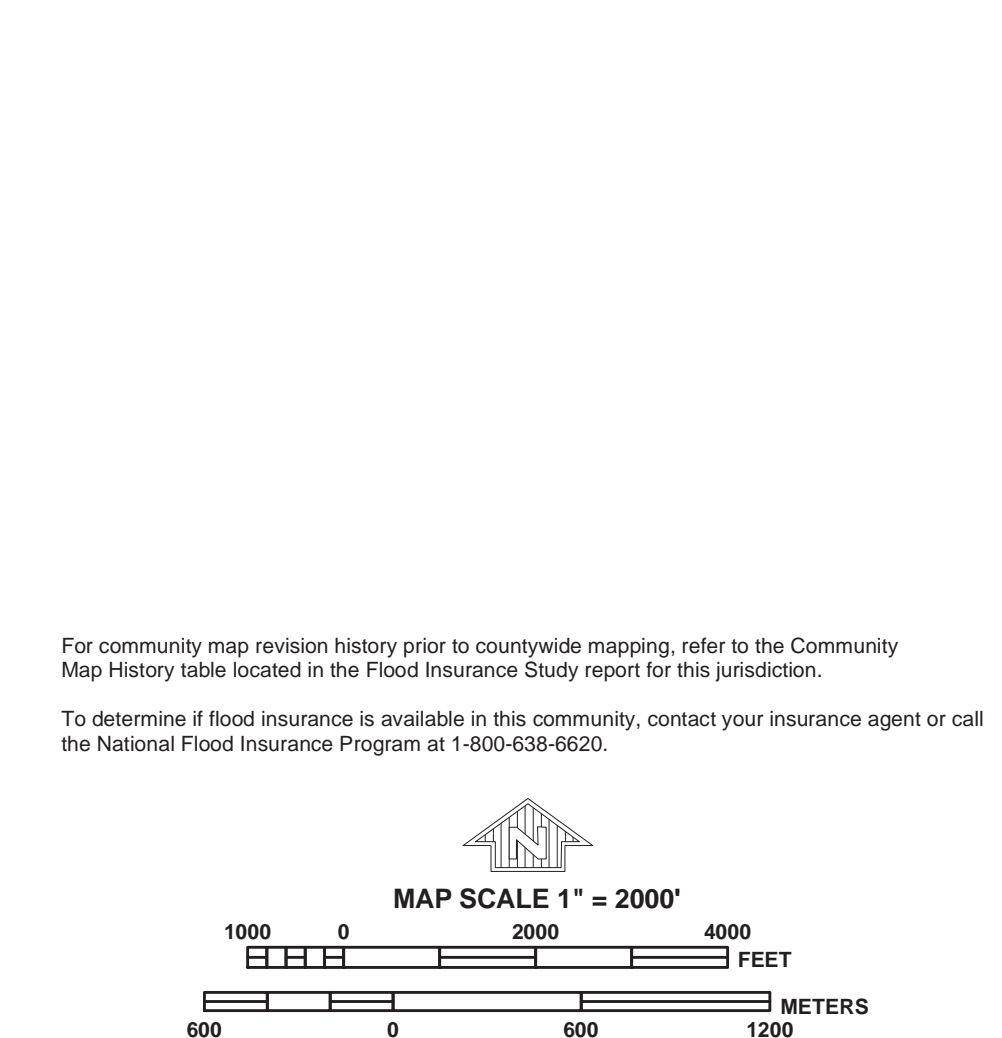 For community map revision history prior to countywide mapping, refer to the Community
Map History table located in the Flood Insurance Study report for this jurisdiction.
To determine if flood insurance is available in this community, contact your insurance agent or call
the National Flood Insurance Program at 1-800-638-6620.
N
MAP SCALE 1" = 2000'
1000 0 2000 4000
FEET
METERS
600 0 600 1200